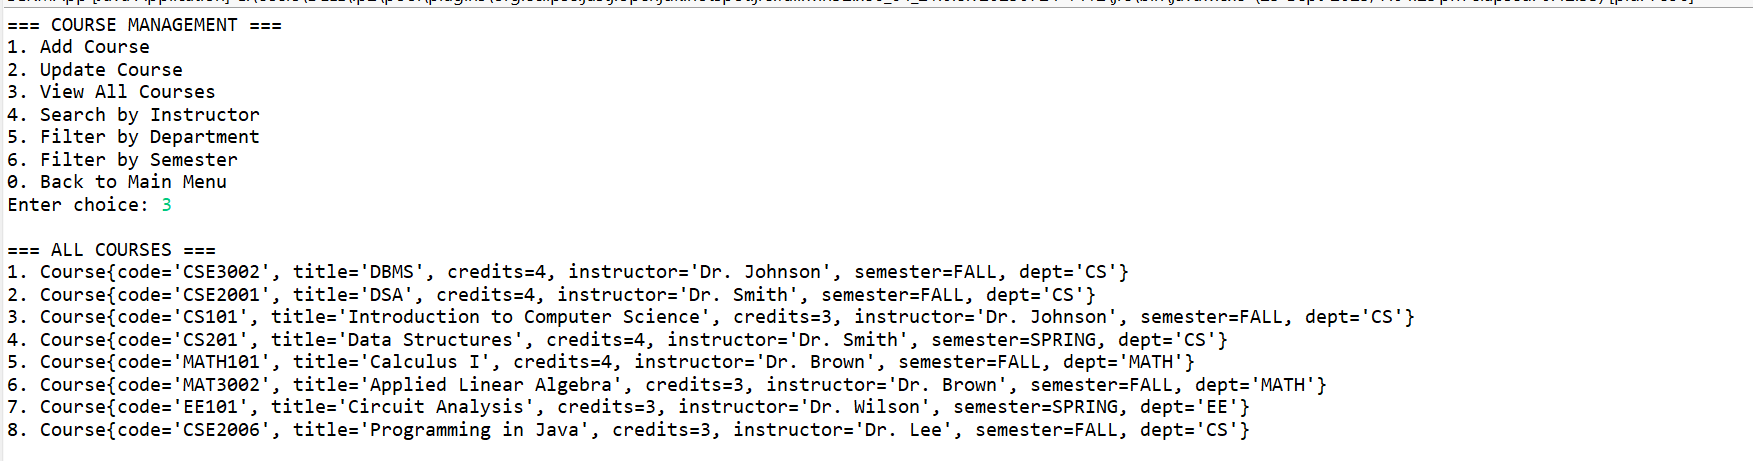 === COURSE MANAGEMENT ===
1. Add Course
2. Update Course
3. View All Courses
4. Search by Instructor
5. Filter by Department
6. Filter by Semester
0. Back to Main Menu
Enter choice: 3
=== ALL COURSES ===
1. Course{code='CSE3002', title='DBMS', credits=4, instructor='Dr. Johnson', semester=FALL, dept='CS'}
2. Course{code='CSE2001', title='DSA', credits=4, instructor='Dr. Smith', semester=FALL, dept='CS'}
3. Course{code='CS101', title='Introduction to Computer Science', credits=3, instructor='Dr. Johnson', semester=FALL, dept='CS'}
4. Course{code='CS201', title='Data Structures', credits=4, instructor='Dr. Smith', semester=SPRING, dept='CS'}
5. Course{code='MATH101', title='Calculus I', credits=4, instructor='Dr. Brown', semester=FALL, dept='MATH'}
6. Course{code='MAT3002', title='Applied Linear Algebra', credits=3, instructor='Dr. Brown', semester=FALL, dept='MATH'}
7. Course{code='EE101', title='Circuit Analysis', credits=3, instructor='Dr. Wilson', semester=SPRING, dept='EE'}
8. Course{code='CSE2006', title='Programming in Java', credits=3, instructor='Dr. Lee', semester=FALL, dept='CS'}